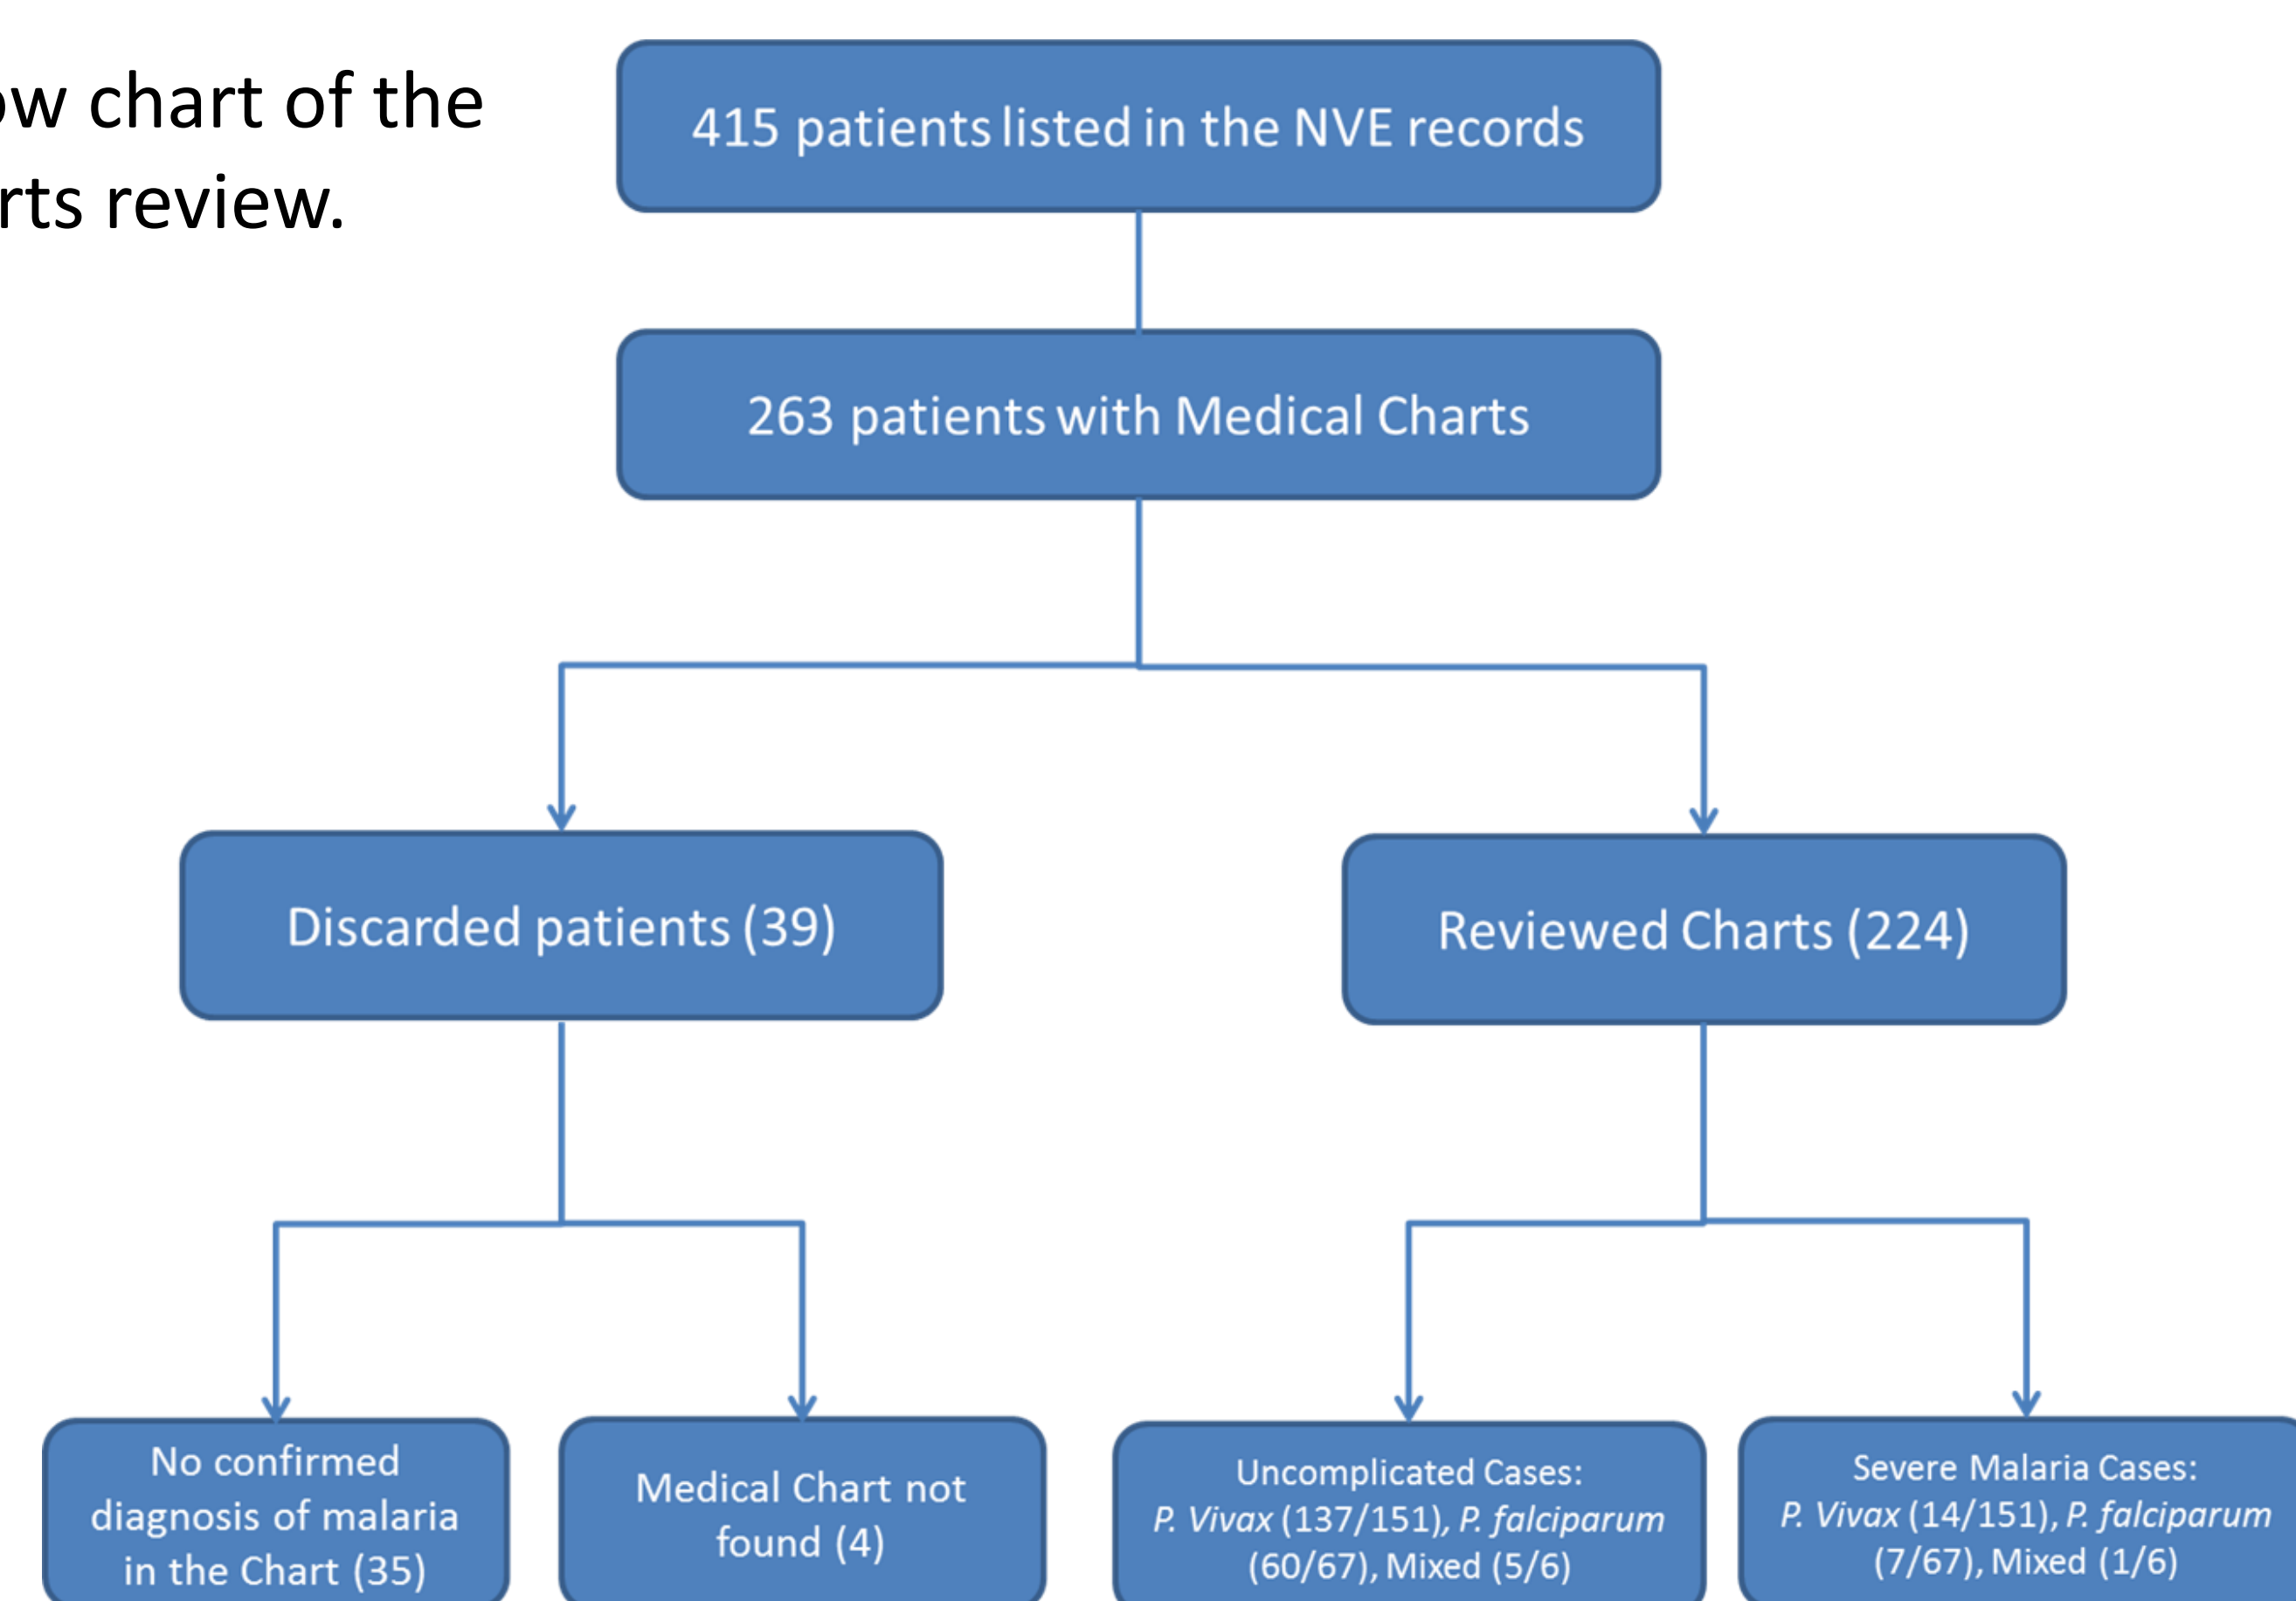 ow chart of the
rts review.
415 patients listed in the NVE records
263 patients with Medical Charts
Discarded patients (39)
Reviewed Charts (224)
No confirmed
diagnosis of malaria
in the Chart (35)
Medical Chart not
found (4)
Uncomplicated Cases:
P. Vivax (137/151), P. falciparum
(60/67), Mixed (5/6)
Severe Malaria Cases:
P. Vivax (14/151), P. falciparum
(7/67), Mixed (1/6)